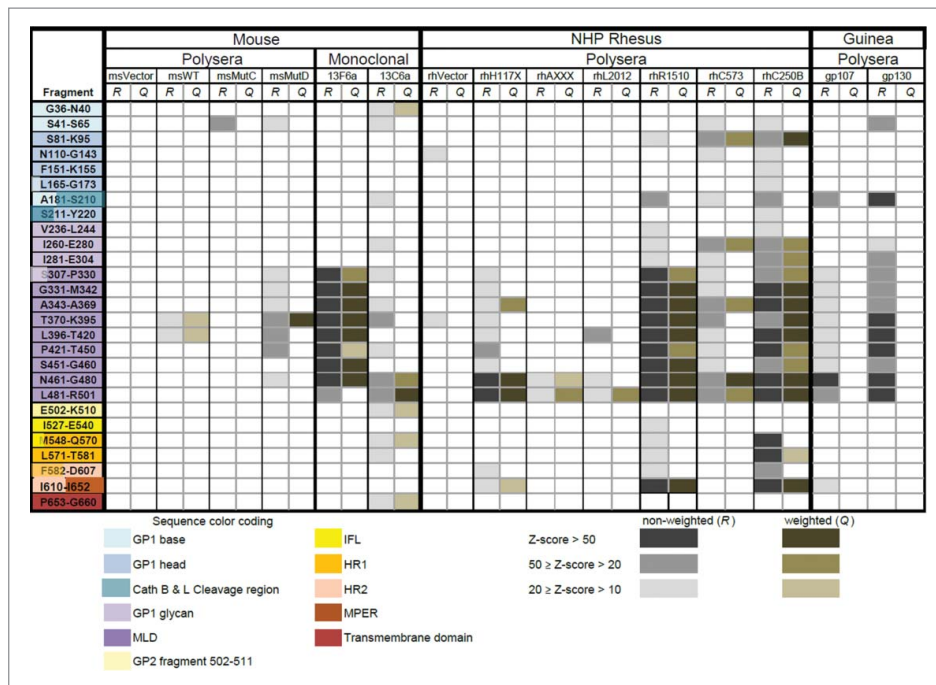 Mouse NHP Rhesus Guinea
Polysera Monoclonal Polysera Polysera
msVector msWT msMutC msMutD 13F6a 13C6a rhVector rhH117X rhAXXX rhL2012 rhR1510 rhC573 rhC250B gp107 gp130
Fragment R Q R Q R Q R Q R Q R Q R Q R Q R Q R Q R Q R Q R Q R Q R Q
G36-N40
S41-S65
S81-K95
N110-G143
F151-K155
L165-G173
A181-S210
S211-Y220
V236-L244
I260-E280
I281-E304
S307-P330
G331-M342
A343-A369
T370-K395
L396-T420
P421-T450
S451-G460
N461-G480
L481-R501
E502-K510
I527-E540
M548-Q570
L571-T581
F582-D607
I610-I652
P653-G660
Sequence color coding non-weighted (R) weighted (Q)
GP1 base IFL Z-score > 50
GP1 head HR1 50 ≥ Z-score > 20
Cath B & L Cleavage region HR2 20 ≥ Z-score > 10
GP1 glycan MPER
MLD Transmembrane domain
GP2 fragment 502-511